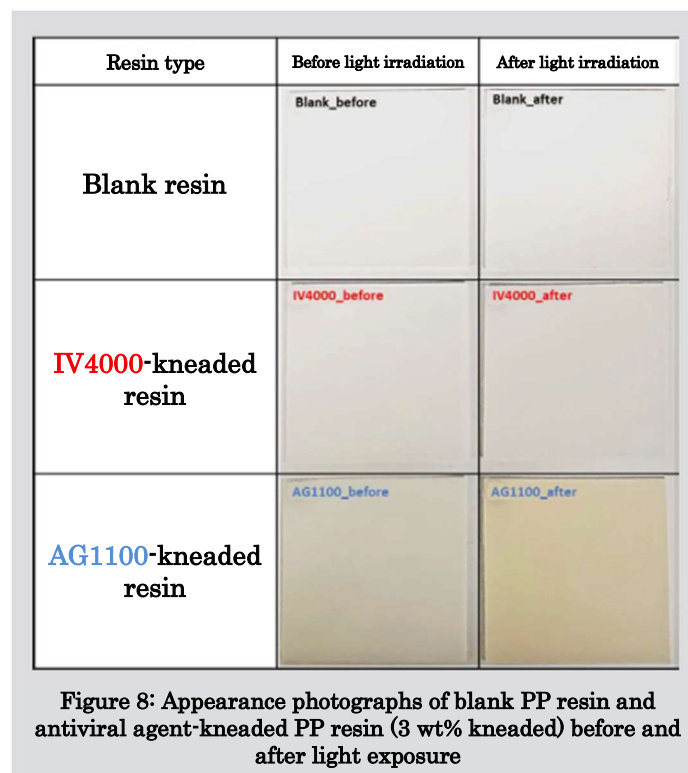 Resin type
Before light irradiation
After light irradiation
Blank resin
Blank_before
Blank_after
IV4000-kneaded
resin
IV4000_before
IV4000_after
AG1100-kneaded
resin
AG1100_before
AG1100_after
Figure 8: Appearance photographs of blank PP resin and
antiviral agent-kneaded PP resin (3 wt% kneaded) before and
after light exposure